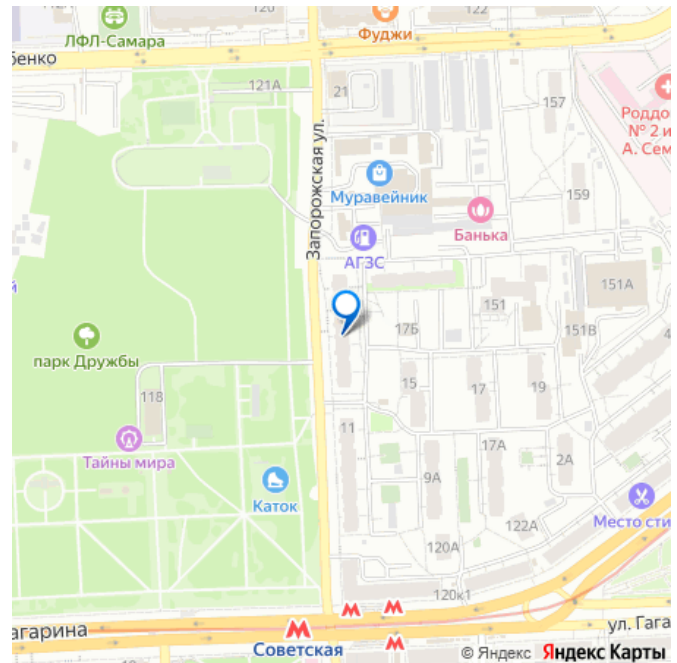 120
122
ЛФЛ-Самара
Фуджи
бенко
121А
21
157
Роддо
№ 2 и
А. Сем
Запорожская ул.
Муравейник
159
Банька
АГЗС
151А
й
151
17Б
151В
4
парк Дружбы
15
17
19
118
11
17А
Тайны мира
9А
2А
Каток
Место сти
122А
120А
120к1
агарина
ул. Гага
Советская
© Яндекс Яндекс Карты